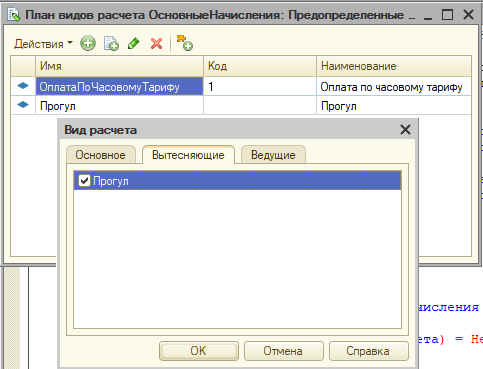 План видов расчета ОсновныеНачисления: Предопределенные ...
Действия
Имя Код Наименование
ОплатаПоЧасовомуТарифу 1 Оплата по часовому тарифу
Прогул Прогул
Вид расчета
Основное Вытесняющие Ведущие
Прогул
числения
ета) = Не
OK Отмена Справка